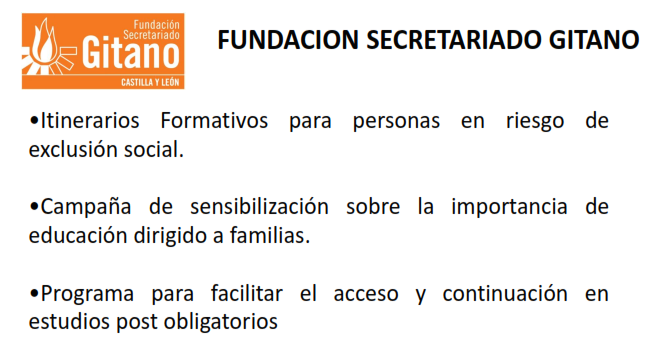 Fundación
Secretariado
Gitano
CASTILLA Y LEÓN
FUNDACION SECRETARIADO GITANO
•Itinerarios Formativos para personas en riesgo de
exclusión social.
•Campaña de sensibilización sobre la importancia de
educación dirigido a familias.
•Programa para facilitar el acceso y continuación en
estudios post obligatorios